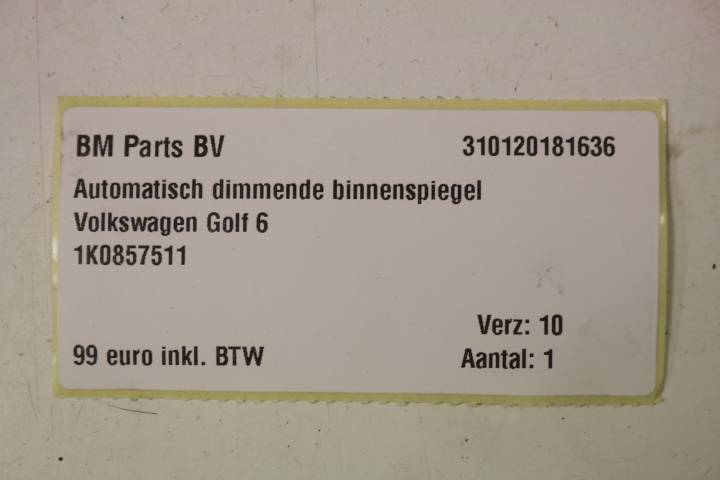 BM Parts BV 310120181636
Automatisch dimmende binnenspiegel
Volkswagen Golf 6
1K0857511
Verz: 10
99 euro inkl. BTW Aantal: 1